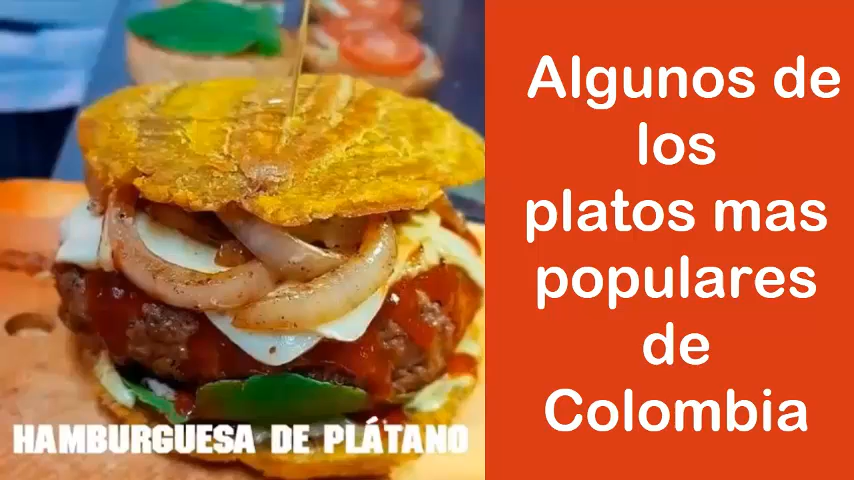 HAMBURGUESA DE PLÁTANO
Algunos de
los
platos mas
populares
de
Colombia